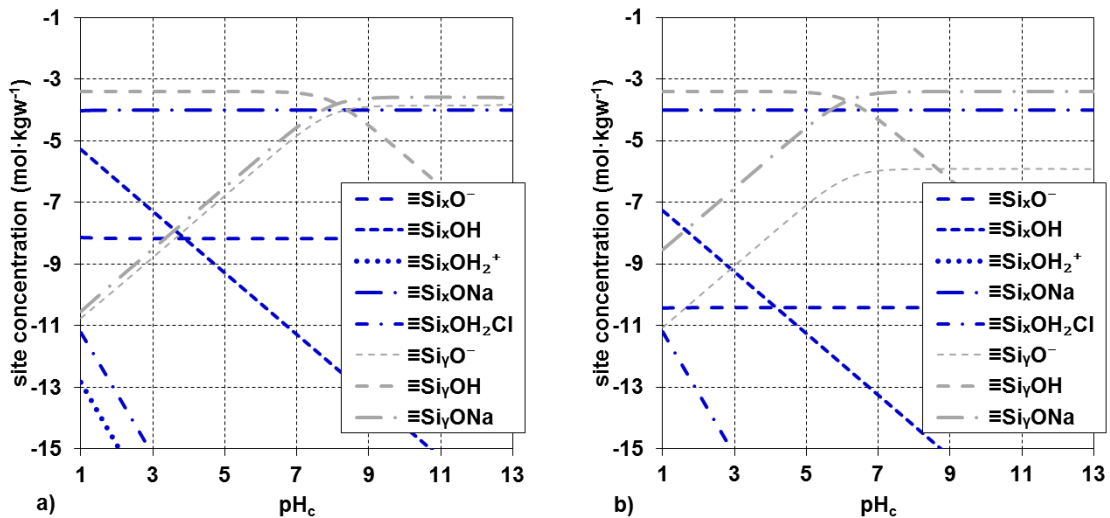 -1
-3
-5
-7
-9
-11
-13
-15
site concentration (mol·kgw⁻¹)
≡SiₓO⁻
≡SiₓOH
≡SiₓOH₂⁺
≡SiₓONa
≡SiₓOH₂Cl
≡SiᵧO⁻
≡SiᵧOH
≡SiᵧONa
1 3 5 7 9 11 13
a) pH_c
-1
-3
-5
-7
-9
-11
-13
-15
site concentration (mol·kgw⁻¹)
≡SiₓO⁻
≡SiₓOH
≡SiₓOH₂⁺
≡SiₓONa
≡SiₓOH₂Cl
≡SiᵧO⁻
≡SiᵧOH
≡SiᵧONa
1 3 5 7 9 11 13
b) pH_c